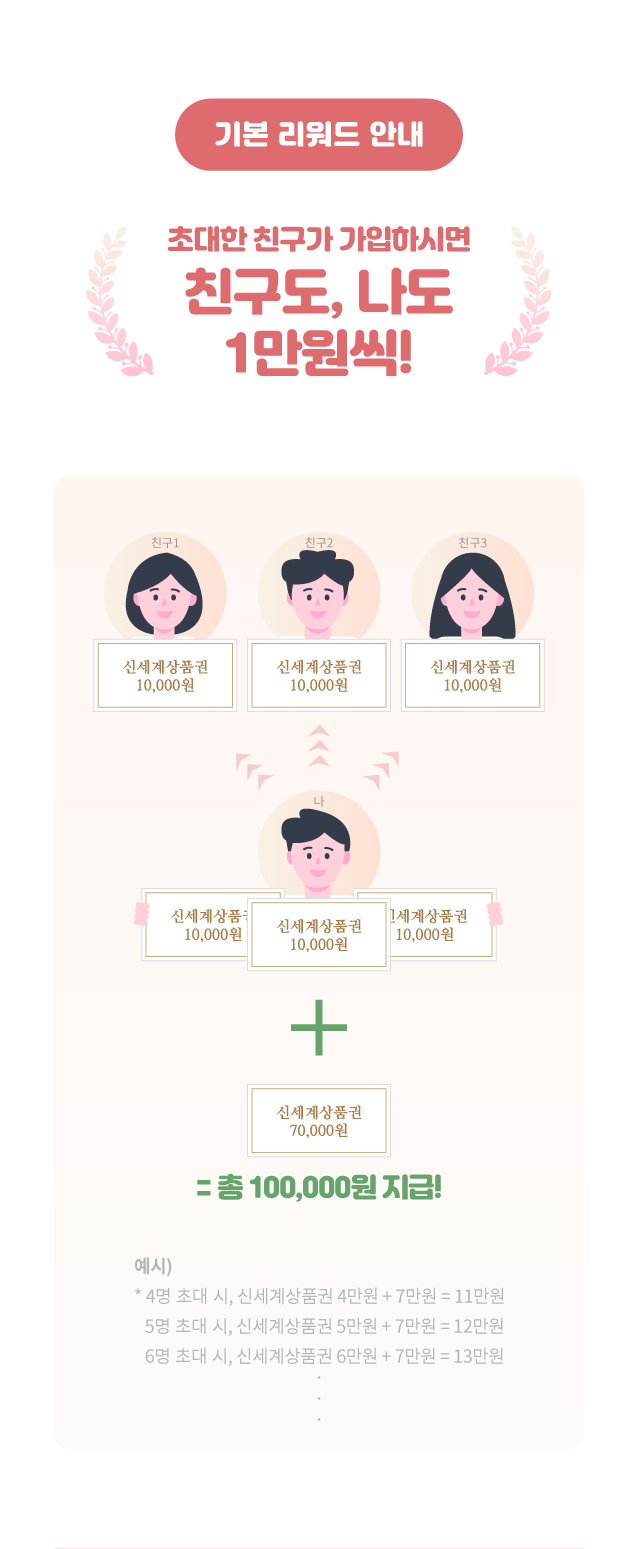 기본 리워드 안내
초대한 친구가 가입하시면
친구도, 나도
1만원씩!
친구1
친구2
친구3
신세계상품권
10,000원
신세계상품권
10,000원
신세계상품권
10,000원
나
신세계상품
10,000원
신세계상품권
10,000원
세계상품권
10,000원
신세계상품권
70,000원
= 총 100,000원 지급!
예시)
* 4명 초대 시, 신세계상품권 4만원 + 7만원 = 11만원
5명 초대 시, 신세계상품권 5만원 + 7만원 = 12만원
6명 초대 시, 신세계상품권 6만원 + 7만원 = 13만원
.
.
.